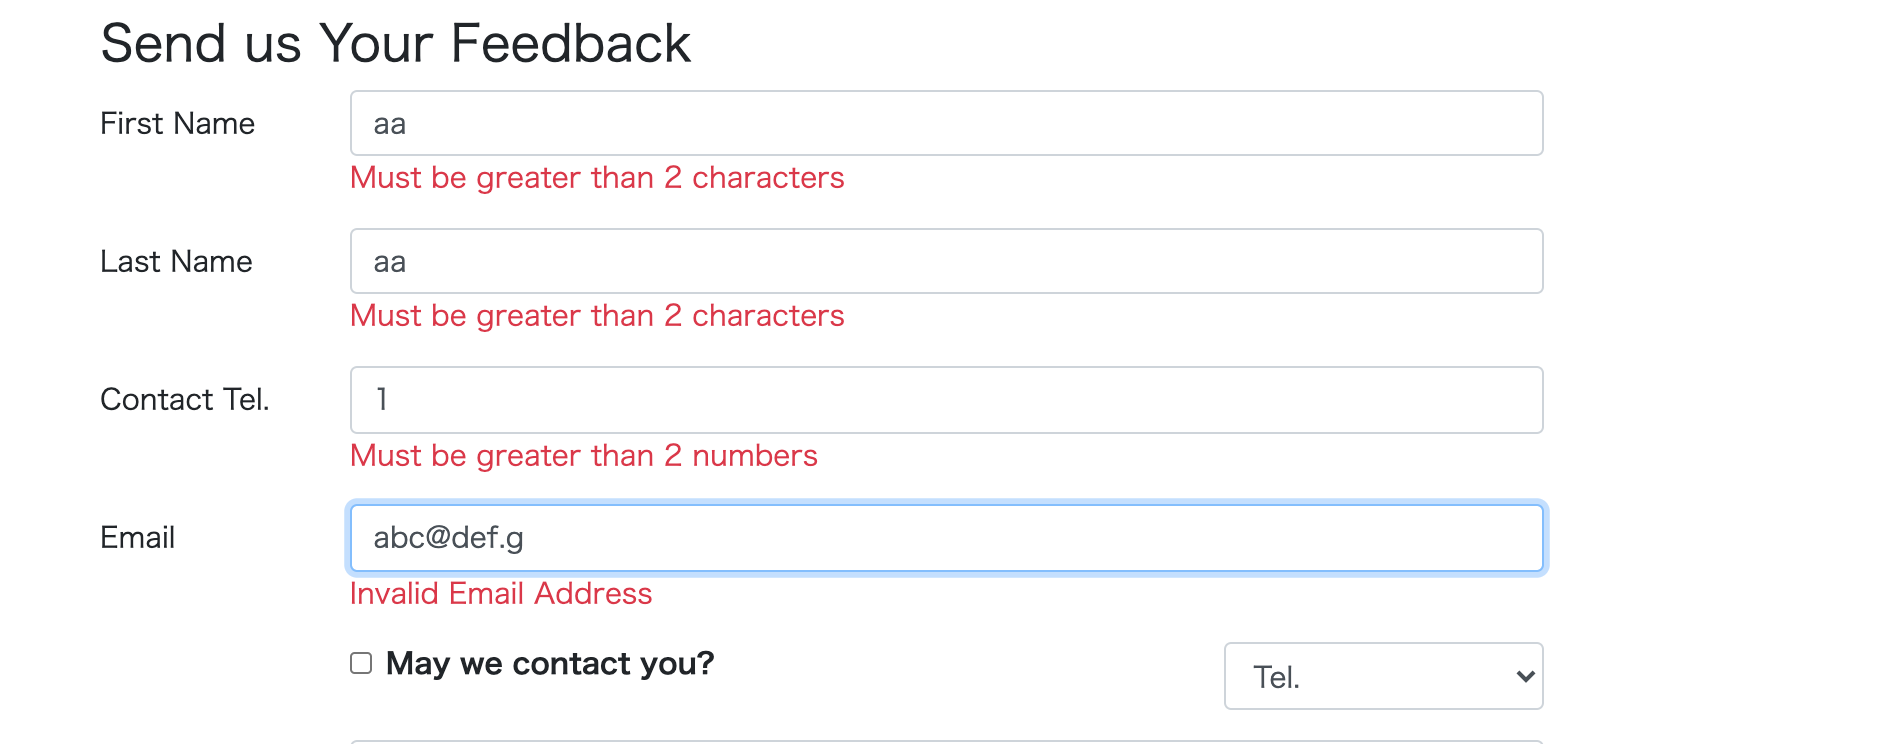 Send us Your Feedback
First Name
aa
Must be greater than 2 characters
Last Name
aa
Must be greater than 2 characters
Contact Tel.
1
Must be greater than 2 numbers
Email
abc@def.g
Invalid Email Address
May we contact you?
Tel.